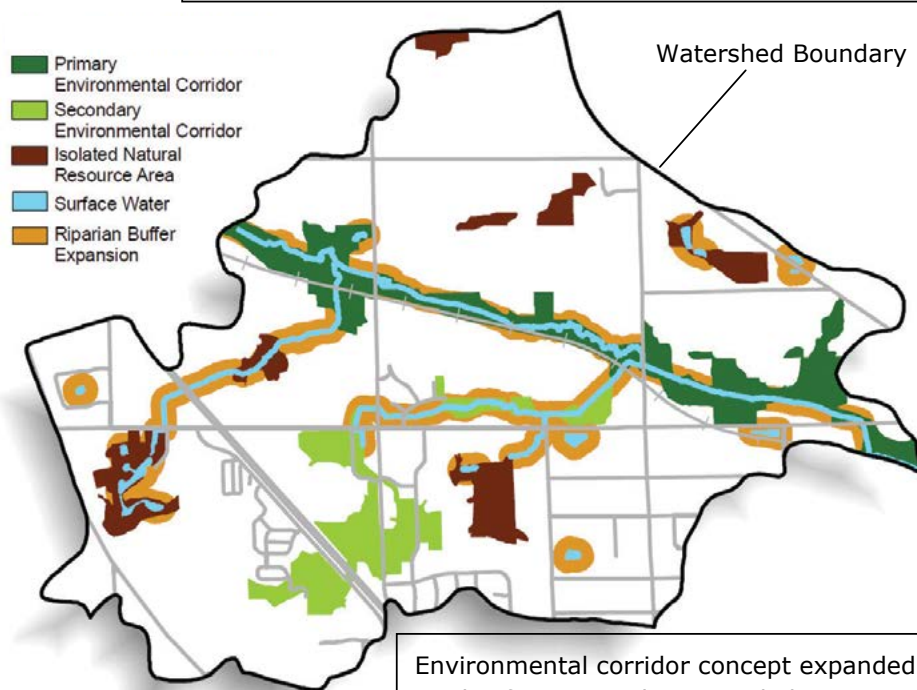 Watershed Boundary
Primary
Environmental Corridor
Secondary
Environmental Corridor
Isolated Natural
Resource Area
Surface Water
Riparian Buffer
Expansion
Environmental corridor concept expanded